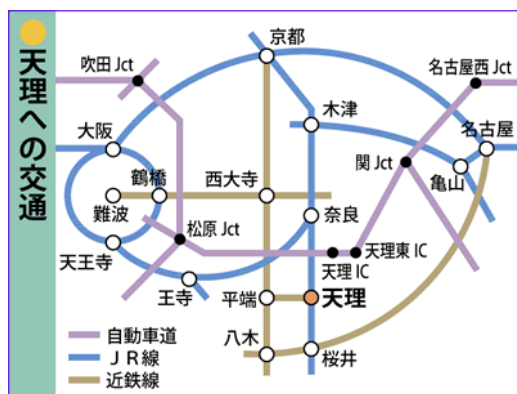 天理への交通
京都
吹田 Jct
名古屋西 Jct
木津
大阪
名古屋
関 Jct
亀山
鶴橋
西大寺
難波
奈良
松原 Jct
天理東 IC
天王寺
天理 IC
王寺
平端
天理
八木
桜井
自動車道
JR線
近鉄線